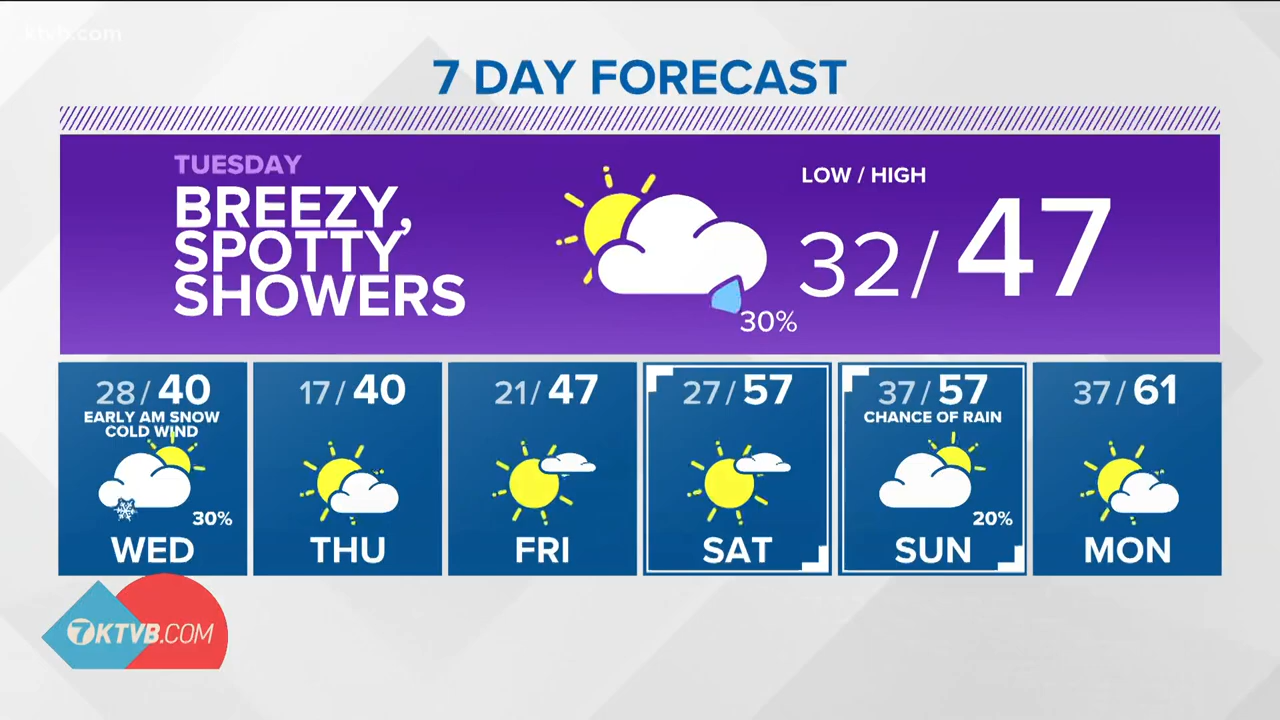 ktvb.com
7 DAY FORECAST
TUESDAY
BREEZY,
SPOTTY
SHOWERS
30%
LOW / HIGH
32/47
28/40
EARLY AM SNOW
COLD WIND
30%
WED
17/40
THU
21/47
FRI
27/57
SAT
37/57
CHANCE OF RAIN
20%
SUN
37/61
MON
7KTVB.COM